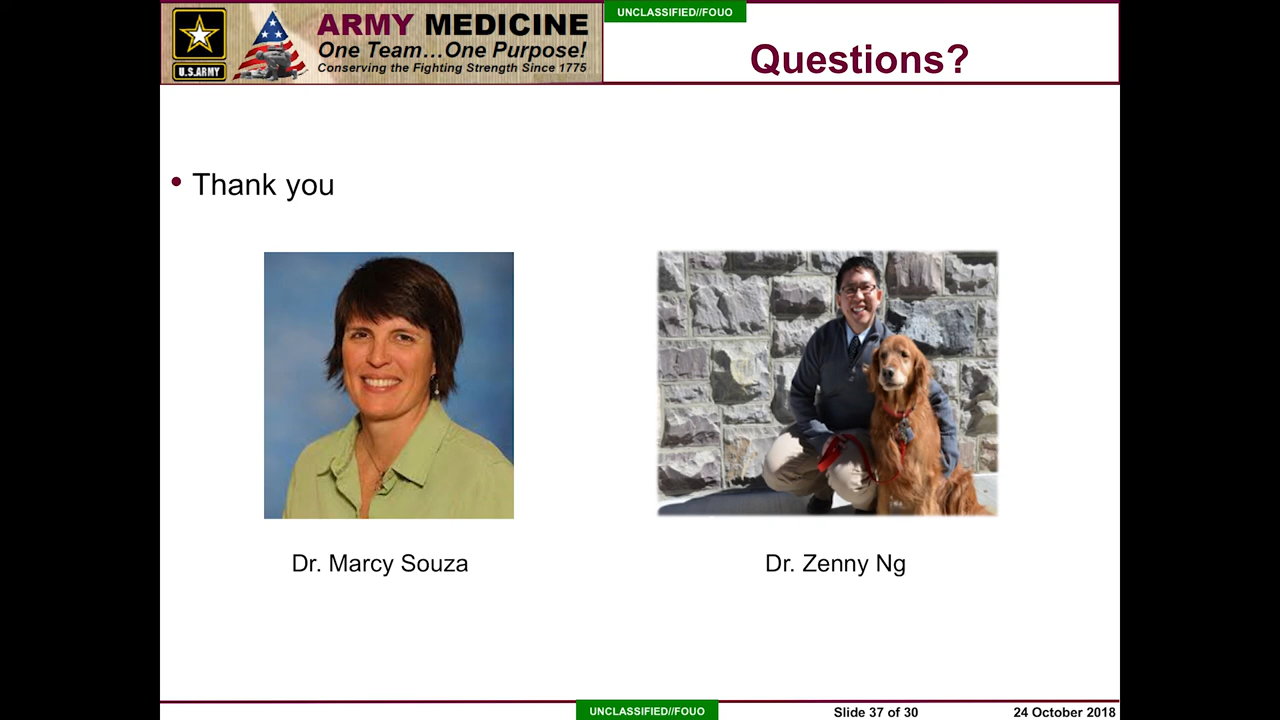 UNCLASSIFIED//FOUO
U.S.ARMY
ARMY MEDICINE
One Team…One Purpose!
Conserving the Fighting Strength Since 1775
Questions?
• Thank you
Dr. Marcy Souza
Dr. Zenny Ng
UNCLASSIFIED//FOUO
Slide 37 of 30
24 October 2018